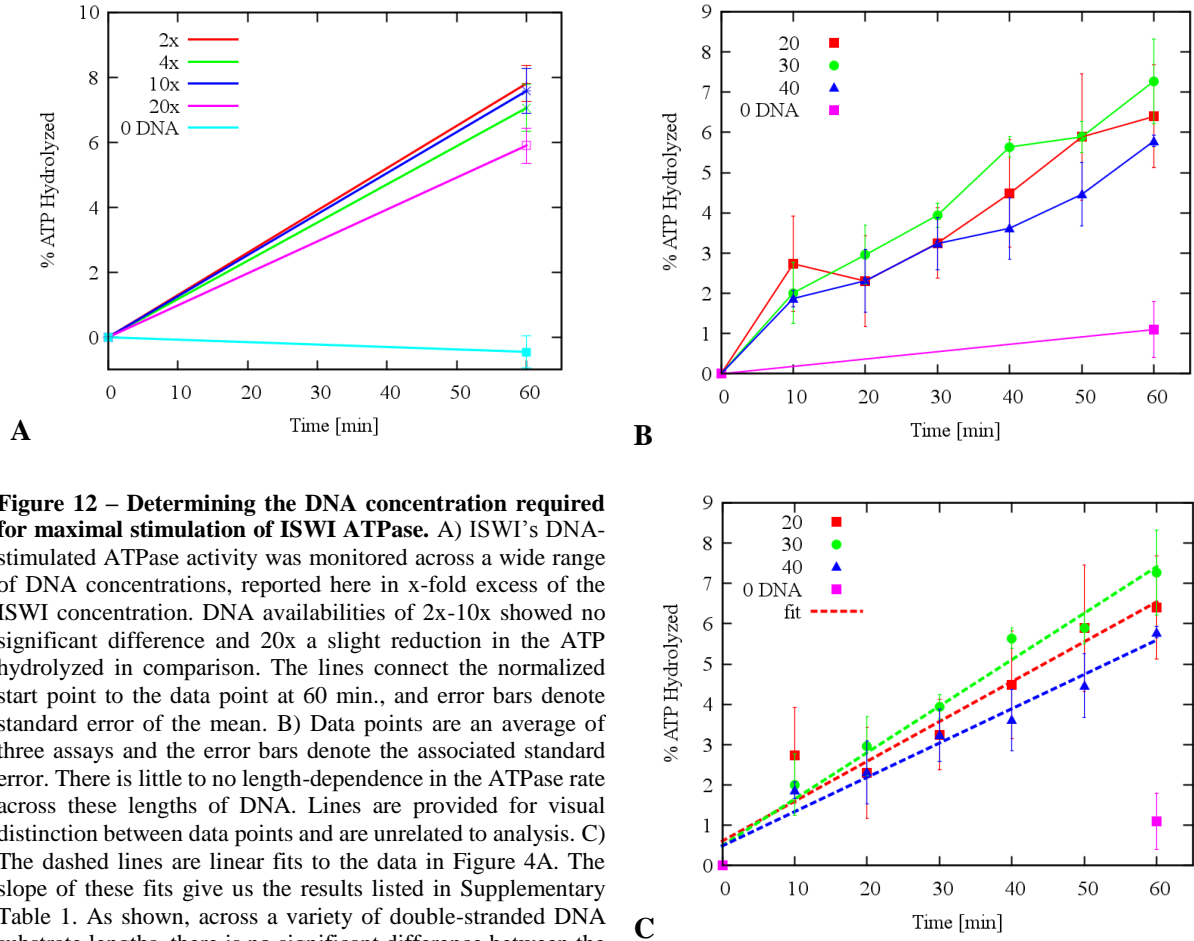 10
8
6
4
2
0
% ATP Hydrolyzed
2x
4x
10x
20x
0 DNA
0 10 20 30 40 50 60
Time [min]
A
9
8
7
6
5
4
3
2
1
0
% ATP Hydrolyzed
20
30
40
0 DNA
0 10 20 30 40 50 60
Time [min]
B
Figure 12 – Determining the DNA concentration required
for maximal stimulation of ISWI ATPase. A) ISWI's DNA-
stimulated ATPase activity was monitored across a wide range
of DNA concentrations, reported here in x-fold excess of the
ISWI concentration. DNA availabilities of 2x-10x showed no
significant difference and 20x a slight reduction in the ATP
hydrolyzed in comparison. The lines connect the normalized
start point to the data point at 60 min., and error bars denote
standard error of the mean. B) Data points are an average of
three assays and the error bars denote the associated standard
error. There is little to no length-dependence in the ATPase rate
across these lengths of DNA. Lines are provided for visual
distinction between data points and are unrelated to analysis. C)
The dashed lines are linear fits to the data in Figure 4A. The
slope of these fits give us the results listed in Supplementary
Table 1. As shown, across a variety of double-stranded DNA
substrate lengths, there is no significant difference between the
9
8
7
6
5
4
3
2
1
0
% ATP Hydrolyzed
20
30
40
0 DNA
fit
0 10 20 30 40 50 60
Time [min]
C